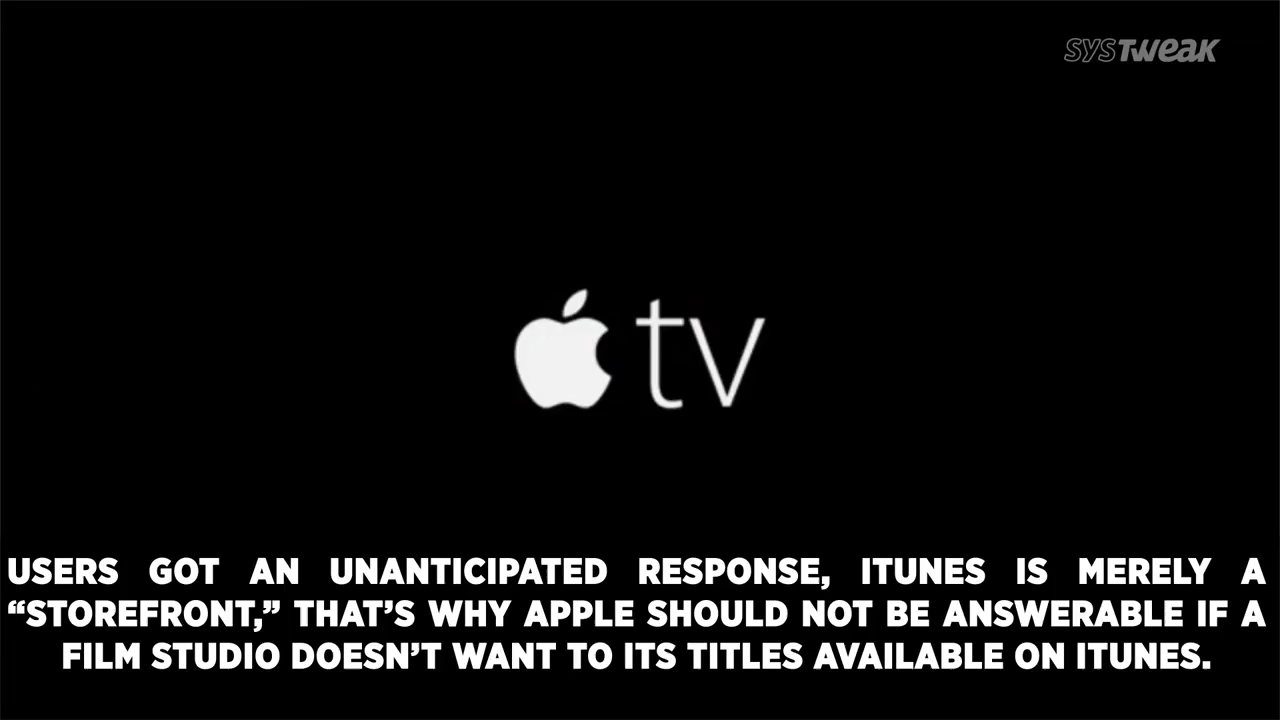 SYSTWEAK
tv
USERS GOT AN UNANTICIPATED RESPONSE, ITUNES IS MERELY A
“STOREFRONT,” THAT’S WHY APPLE SHOULD NOT BE ANSWERABLE IF A
FILM STUDIO DOESN’T WANT TO ITS TITLES AVAILABLE ON ITUNES.